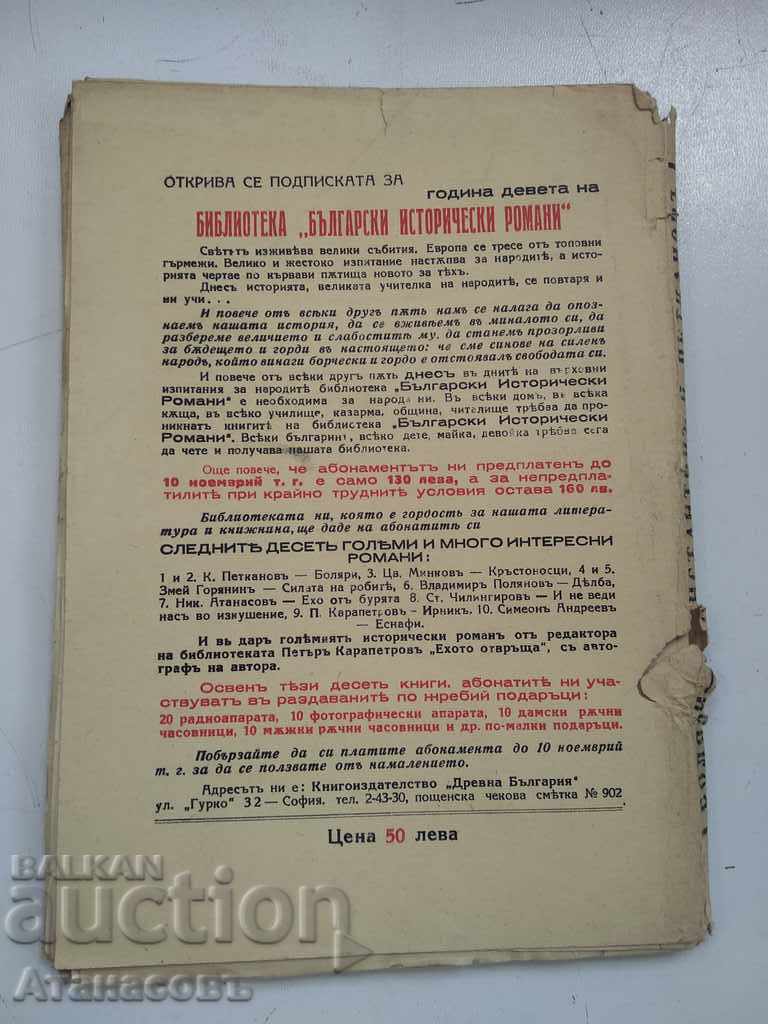 ОТКРИВА СЕ ПОДПИСКАТА ЗА
година девета на
БИБЛИОТЕКА „БЪЛГАРСКИ ИСТОРИЧЕСКИ РОМАНИ"
Свѣтътъ изживѣва велики събития. Европа се тресе отъ топовни
гърмежи. Велико и жестоко изпитание настѫпва за народитѣ, а исто-
рията чертае по кървави пѫтища новото за тѣхъ.
Днесъ историята, великата учителка на народитѣ, се повтаря и
ни учи...
И повече отъ всѣки другъ пѫть намъ се налага да опоз-
наемъ нашата история, да се вживѣемъ въ миналото си, да
разбереме величието и слабоститѣ му, да станемъ прозорливи
за бѫдещето и горди въ настоящето: че сме синове на силенъ
народъ, който винаги борчески и гордо е отстоявалъ свободата си.
И повече отъ всѣки другъ пѫть днесъ въ днитѣ на върховни
изпитания за народитѣ библиотека „Български Исторически
Романи" е необходима за народа ни. Въ всѣки домъ, въ всѣка
кѫща, въ всѣко училище, казарма, община, читалище трѣбва да про-
никнатъ книгитѣ на библиотека „Български Исторически
Романи". Всѣки българинъ, всѣко дете, майка, девойка трѣбва сега
да чете и получава нашата библиотека.
Още повече, че абонаментътъ ни предплатенъ до
10 ноемврий т. г. е само 130 лева, а за непредпла-
тилитѣ при крайно труднитѣ условия остава 160 лв.
Библиотеката ни, която е гордость за нашата литера-
тура и книжнина, ще даде на абонатитѣ си
СЛЕДНИТѢ ДЕСЕТЬ ГОЛѢМИ И МНОГО ИНТЕРЕСНИ
РОМАНИ:
1 и 2. К. Петкановъ — Боляри, 3. Цв. Минковъ — Кръстоносци, 4 и 5.
Змей Горянинъ — Силата на робитѣ, 6. Владимиръ Поляновъ — Дѣлба,
7. Ник. Атанасовъ — Ехо отъ бурята 8. Ст. Чилингировъ — И не веди
насъ во изкушение, 9. П. Карапетровъ - Ирникъ, 10. Симеонъ Андреевъ
— Еснафи.
И въ даръ голѣмиятъ исторически романъ отъ редактора
на библиотеката Петъръ Карапетровъ „Ехото отвръща", съ авто-
графъ на автора.
Освенъ тѣзи десеть книги, абонатитѣ ни уча-
ствуватъ въ раздаванитѣ по жребий подаръци:
20 радиоапарата, 10 фотографически апарата, 10 дамски рѫчни
часовници, 10 мѫжки рѫчни часовници и др. по-малки подаръци.
Побързайте да си платите абонамента до 10 ноемврий
т. г. за да се ползвате отъ намалението.
Адресътъ ни е: Книгоиздателство „Древна България"
ул. „Гурко" 32 — София, тел. 2-43-30, пощенска чекова смѣтка № 902
Цена 50 лева
BALKAN
auction
Атанасовъ